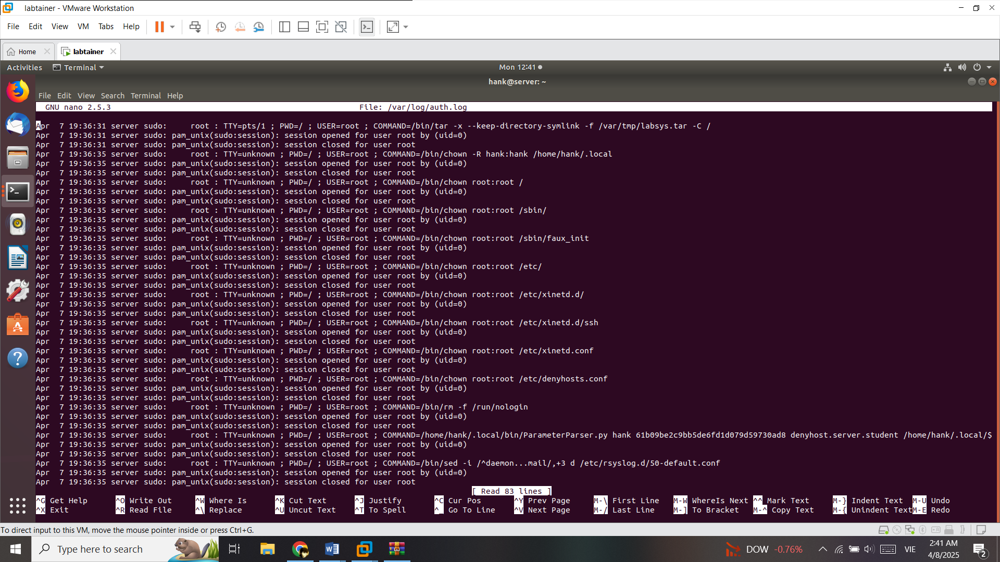 labtainer - VMware Workstation
File Edit View VM Tabs Help
Home labtainer
Activities Terminal Mon 12:41
hank@server: ~
File Edit View Search Terminal Help
GNU nano 2.5.3 File: /var/log/auth.log
Apr  7 19:36:31 server sudo:     root : TTY=pts/1 ; PWD=/ ; USER=root ; COMMAND=/bin/tar -x --keep-directory-symlink -f /var/tmp/labsys.tar -C /
Apr  7 19:36:31 server sudo: pam_unix(sudo:session): session opened for user root by (uid=0)
Apr  7 19:36:31 server sudo: pam_unix(sudo:session): session closed for user root
Apr  7 19:36:35 server sudo:     root : TTY=unknown ; PWD=/ ; USER=root ; COMMAND=/bin/chown -R hank:hank /home/hank/.local
Apr  7 19:36:35 server sudo: pam_unix(sudo:session): session opened for user root by (uid=0)
Apr  7 19:36:35 server sudo: pam_unix(sudo:session): session closed for user root
Apr  7 19:36:35 server sudo:     root : TTY=unknown ; PWD=/ ; USER=root ; COMMAND=/bin/chown root:root /
Apr  7 19:36:35 server sudo: pam_unix(sudo:session): session opened for user root by (uid=0)
Apr  7 19:36:35 server sudo: pam_unix(sudo:session): session closed for user root
Apr  7 19:36:35 server sudo:     root : TTY=unknown ; PWD=/ ; USER=root ; COMMAND=/bin/chown root:root /sbin/
Apr  7 19:36:35 server sudo: pam_unix(sudo:session): session opened for user root by (uid=0)
Apr  7 19:36:35 server sudo: pam_unix(sudo:session): session closed for user root
Apr  7 19:36:35 server sudo:     root : TTY=unknown ; PWD=/ ; USER=root ; COMMAND=/bin/chown root:root /sbin/faux_init
Apr  7 19:36:35 server sudo: pam_unix(sudo:session): session opened for user root by (uid=0)
Apr  7 19:36:35 server sudo: pam_unix(sudo:session): session closed for user root
Apr  7 19:36:35 server sudo:     root : TTY=unknown ; PWD=/ ; USER=root ; COMMAND=/bin/chown root:root /etc/
Apr  7 19:36:35 server sudo: pam_unix(sudo:session): session opened for user root by (uid=0)
Apr  7 19:36:35 server sudo: pam_unix(sudo:session): session closed for user root
Apr  7 19:36:35 server sudo:     root : TTY=unknown ; PWD=/ ; USER=root ; COMMAND=/bin/chown root:root /etc/xinetd.d/
Apr  7 19:36:35 server sudo: pam_unix(sudo:session): session opened for user root by (uid=0)
Apr  7 19:36:35 server sudo: pam_unix(sudo:session): session closed for user root
Apr  7 19:36:35 server sudo:     root : TTY=unknown ; PWD=/ ; USER=root ; COMMAND=/bin/chown root:root /etc/xinetd.d/ssh
Apr  7 19:36:35 server sudo: pam_unix(sudo:session): session opened for user root by (uid=0)
Apr  7 19:36:35 server sudo: pam_unix(sudo:session): session closed for user root
Apr  7 19:36:35 server sudo:     root : TTY=unknown ; PWD=/ ; USER=root ; COMMAND=/bin/chown root:root /etc/xinetd.conf
Apr  7 19:36:35 server sudo: pam_unix(sudo:session): session opened for user root by (uid=0)
Apr  7 19:36:35 server sudo: pam_unix(sudo:session): session closed for user root
Apr  7 19:36:35 server sudo:     root : TTY=unknown ; PWD=/ ; USER=root ; COMMAND=/bin/chown root:root /etc/denyhosts.conf
Apr  7 19:36:35 server sudo: pam_unix(sudo:session): session opened for user root by (uid=0)
Apr  7 19:36:35 server sudo: pam_unix(sudo:session): session closed for user root
Apr  7 19:36:35 server sudo:     root : TTY=unknown ; PWD=/ ; USER=root ; COMMAND=/bin/rm -f /run/nologin
Apr  7 19:36:35 server sudo: pam_unix(sudo:session): session opened for user root by (uid=0)
Apr  7 19:36:35 server sudo: pam_unix(sudo:session): session closed for user root
Apr  7 19:36:35 server sudo:     root : TTY=unknown ; PWD=/ ; USER=root ; COMMAND=/home/hank/.local/bin/ParameterParser.py hank 61b09be2c9bb5de6fd1d079d59730ad8 denyhost.server.student /home/hank/.local/$
Apr  7 19:36:35 server sudo: pam_unix(sudo:session): session opened for user root by (uid=0)
Apr  7 19:36:35 server sudo: pam_unix(sudo:session): session closed for user root
Apr  7 19:36:35 server sudo:     root : TTY=unknown ; PWD=/ ; USER=root ; COMMAND=/bin/sed -i /^daemon...mail/,+3 d /etc/rsyslog.d/50-default.conf
Apr  7 19:36:35 server sudo: pam_unix(sudo:session): session opened for user root by (uid=0)
Apr  7 19:36:35 server sudo: pam_unix(sudo:session): session closed for user root
[ Read 83 lines ]
^G Get Help ^O Write Out ^W Where Is ^K Cut Text ^J Justify ^C Cur Pos ^Y Prev Page M-\ First Line M-W WhereIs Next ^^ Mark Text M-} Indent Text M-U Undo
^X Exit ^R Read File ^\ Replace ^U Uncut Text ^T To Spell ^_ Go To Line ^V Next Page M-/ Last Line M-] To Bracket M-^ Copy Text M-{ Unindent Text M-E Redo
To direct input to this VM, move the mouse pointer inside or press Ctrl+G.
Type here to search DOW -0.76% VIE 2:41 AM
4/8/2025 2